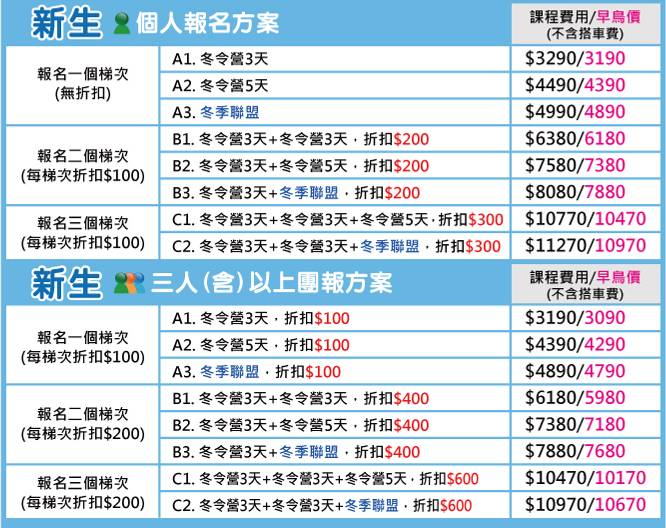 新生 個人報名方案
課程費用/早鳥價
(不含搭車費)
報名一個梯次
(無折扣)
A1. 冬令營3天
$3290/3190
A2. 冬令營5天
$4490/4390
A3. 冬季聯盟
$4990/4890
報名二個梯次
(每梯次折扣$100)
B1. 冬令營3天+冬令營3天，折扣$200
$6380/6180
B2. 冬令營3天+冬令營5天，折扣$200
$7580/7380
B3. 冬令營3天+冬季聯盟，折扣$200
$8080/7880
報名三個梯次
(每梯次折扣$100)
C1. 冬令營3天+冬令營3天+冬令營5天，折扣$300
$10770/10470
C2. 冬令營3天+冬令營3天+冬季聯盟，折扣$300
$11270/10970
新生 三人(含)以上團報方案
課程費用/早鳥價
(不含搭車費)
報名一個梯次
(每梯次折扣$100)
A1. 冬令營3天，折扣$100
$3190/3090
A2. 冬令營5天，折扣$100
$4390/4290
A3. 冬季聯盟，折扣$100
$4890/4790
報名二個梯次
(每梯次折扣$200)
B1. 冬令營3天+冬令營3天，折扣$400
$6180/5980
B2. 冬令營3天+冬令營5天，折扣$400
$7380/7180
B3. 冬令營3天+冬季聯盟，折扣$400
$7880/7680
報名三個梯次
(每梯次折扣$200)
C1. 冬令營3天+冬令營3天+冬令營5天，折扣$600
$10470/10170
C2. 冬令營3天+冬令營3天+冬季聯盟，折扣$600
$10970/10670